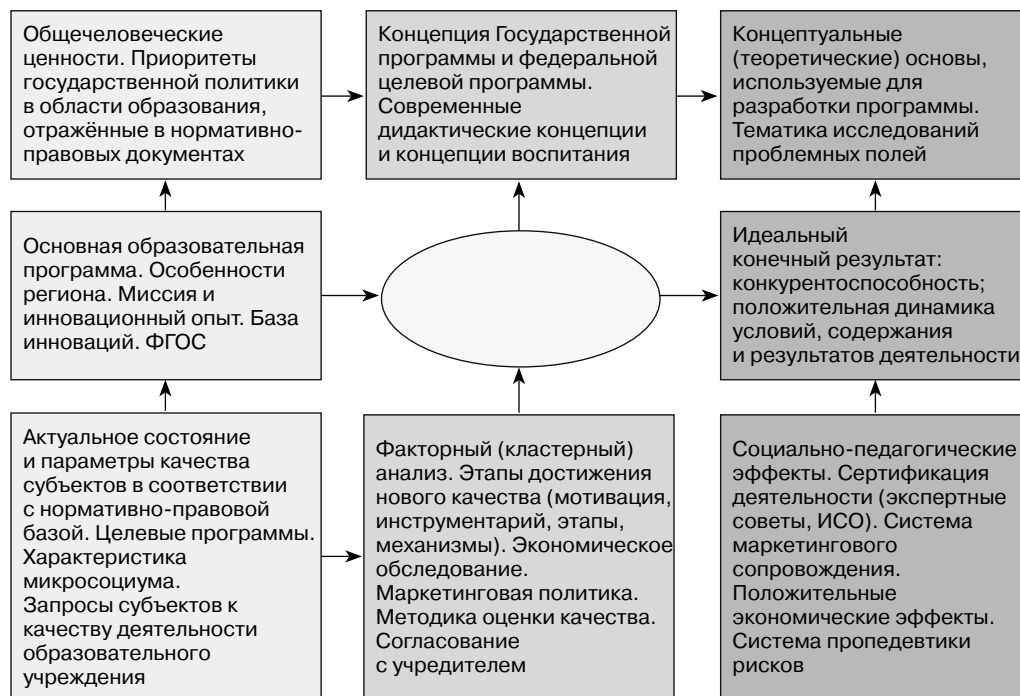 Общечеловеческие
ценности. Приоритеты
государственной политики
в области образования,
отражённые в нормативно-
правовых документах
Концепция Государственной
программы и федеральной
целевой программы.
Современные
дидактические концепции
и концепции воспитания
Концептуальные
(теоретические) основы,
используемые для
разработки программы.
Тематика исследований
проблемных полей
Основная образовательная
программа. Особенности
региона. Миссия и
инновационный опыт. База
инноваций. ФГОС
Идеальный
конечный результат:
конкурентоспособность;
положительная динамика
условий, содержания
и результатов деятельности
Актуальное состояние
и параметры качества
субъектов в соответствии
с нормативно-правовой
базой. Целевые программы.
Характеристика
микросоциума.
Запросы субъектов к
качеству деятельности
образовательного
учреждения
Факторный (кластерный)
анализ. Этапы достижения
нового качества (мотивация,
инструментарий, этапы,
механизмы). Экономическое
обследование.
Маркетинговая политика.
Методика оценки качества.
Согласование
с учредителем
Социально-педагогические
эффекты. Сертификация
деятельности (экспертные
советы, ИСО). Система
маркетингового
сопровождения.
Положительные
экономические эффекты.
Система пропедевтики
рисков